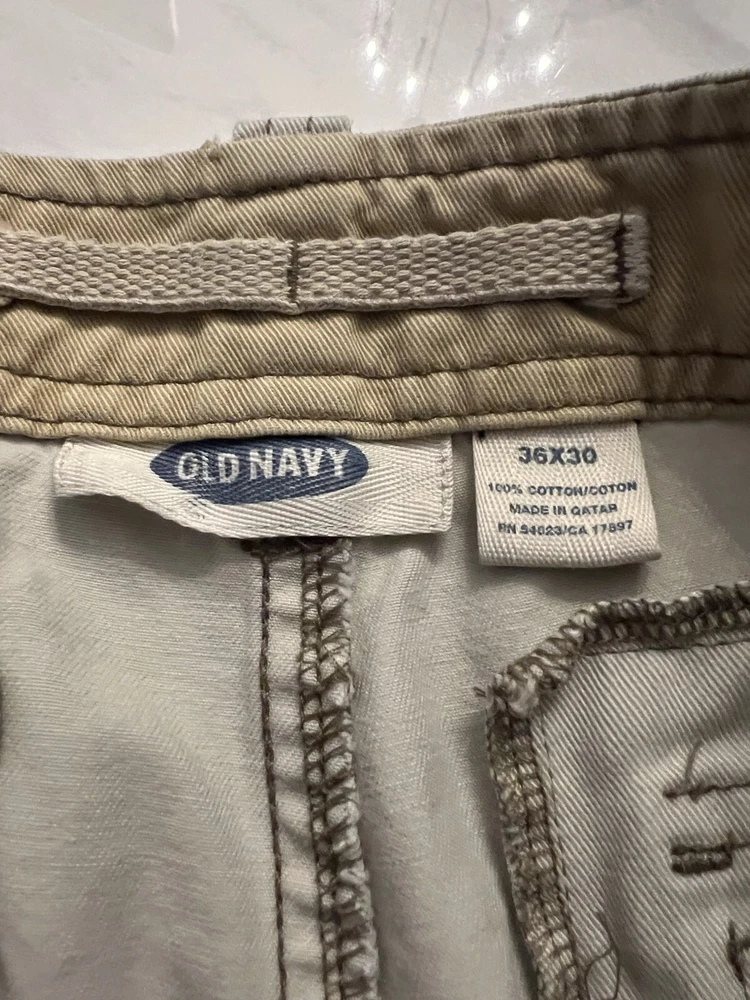 OLD NAVY
36X30
100% COTTON/COTON
MADE IN QATAR
RN 54023/CA 17897